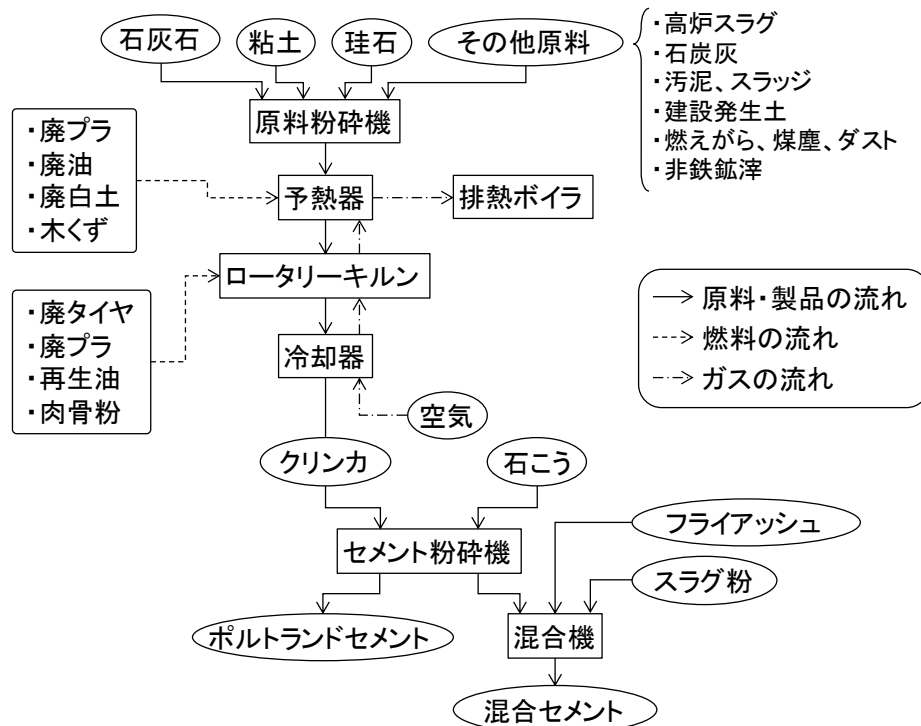 石灰石
粘土
珪石
その他原料
・高炉スラグ
・石炭灰
・汚泥、スラッジ
・建設発生土
・燃えがら、煤塵、ダスト
・非鉄鉱滓
原料粉砕機
・廃プラ
・廃油
・廃白土
・木くず
予熱器
排熱ボイラ
ロータリーキルン
・廃タイヤ
・廃プラ
・再生油
・肉骨粉
冷却器
空気
原料・製品の流れ
燃料の流れ
ガスの流れ
クリンカ
石こう
セメント粉砕機
フライアッシュ
スラグ粉
ポルトランドセメント
混合機
混合セメント